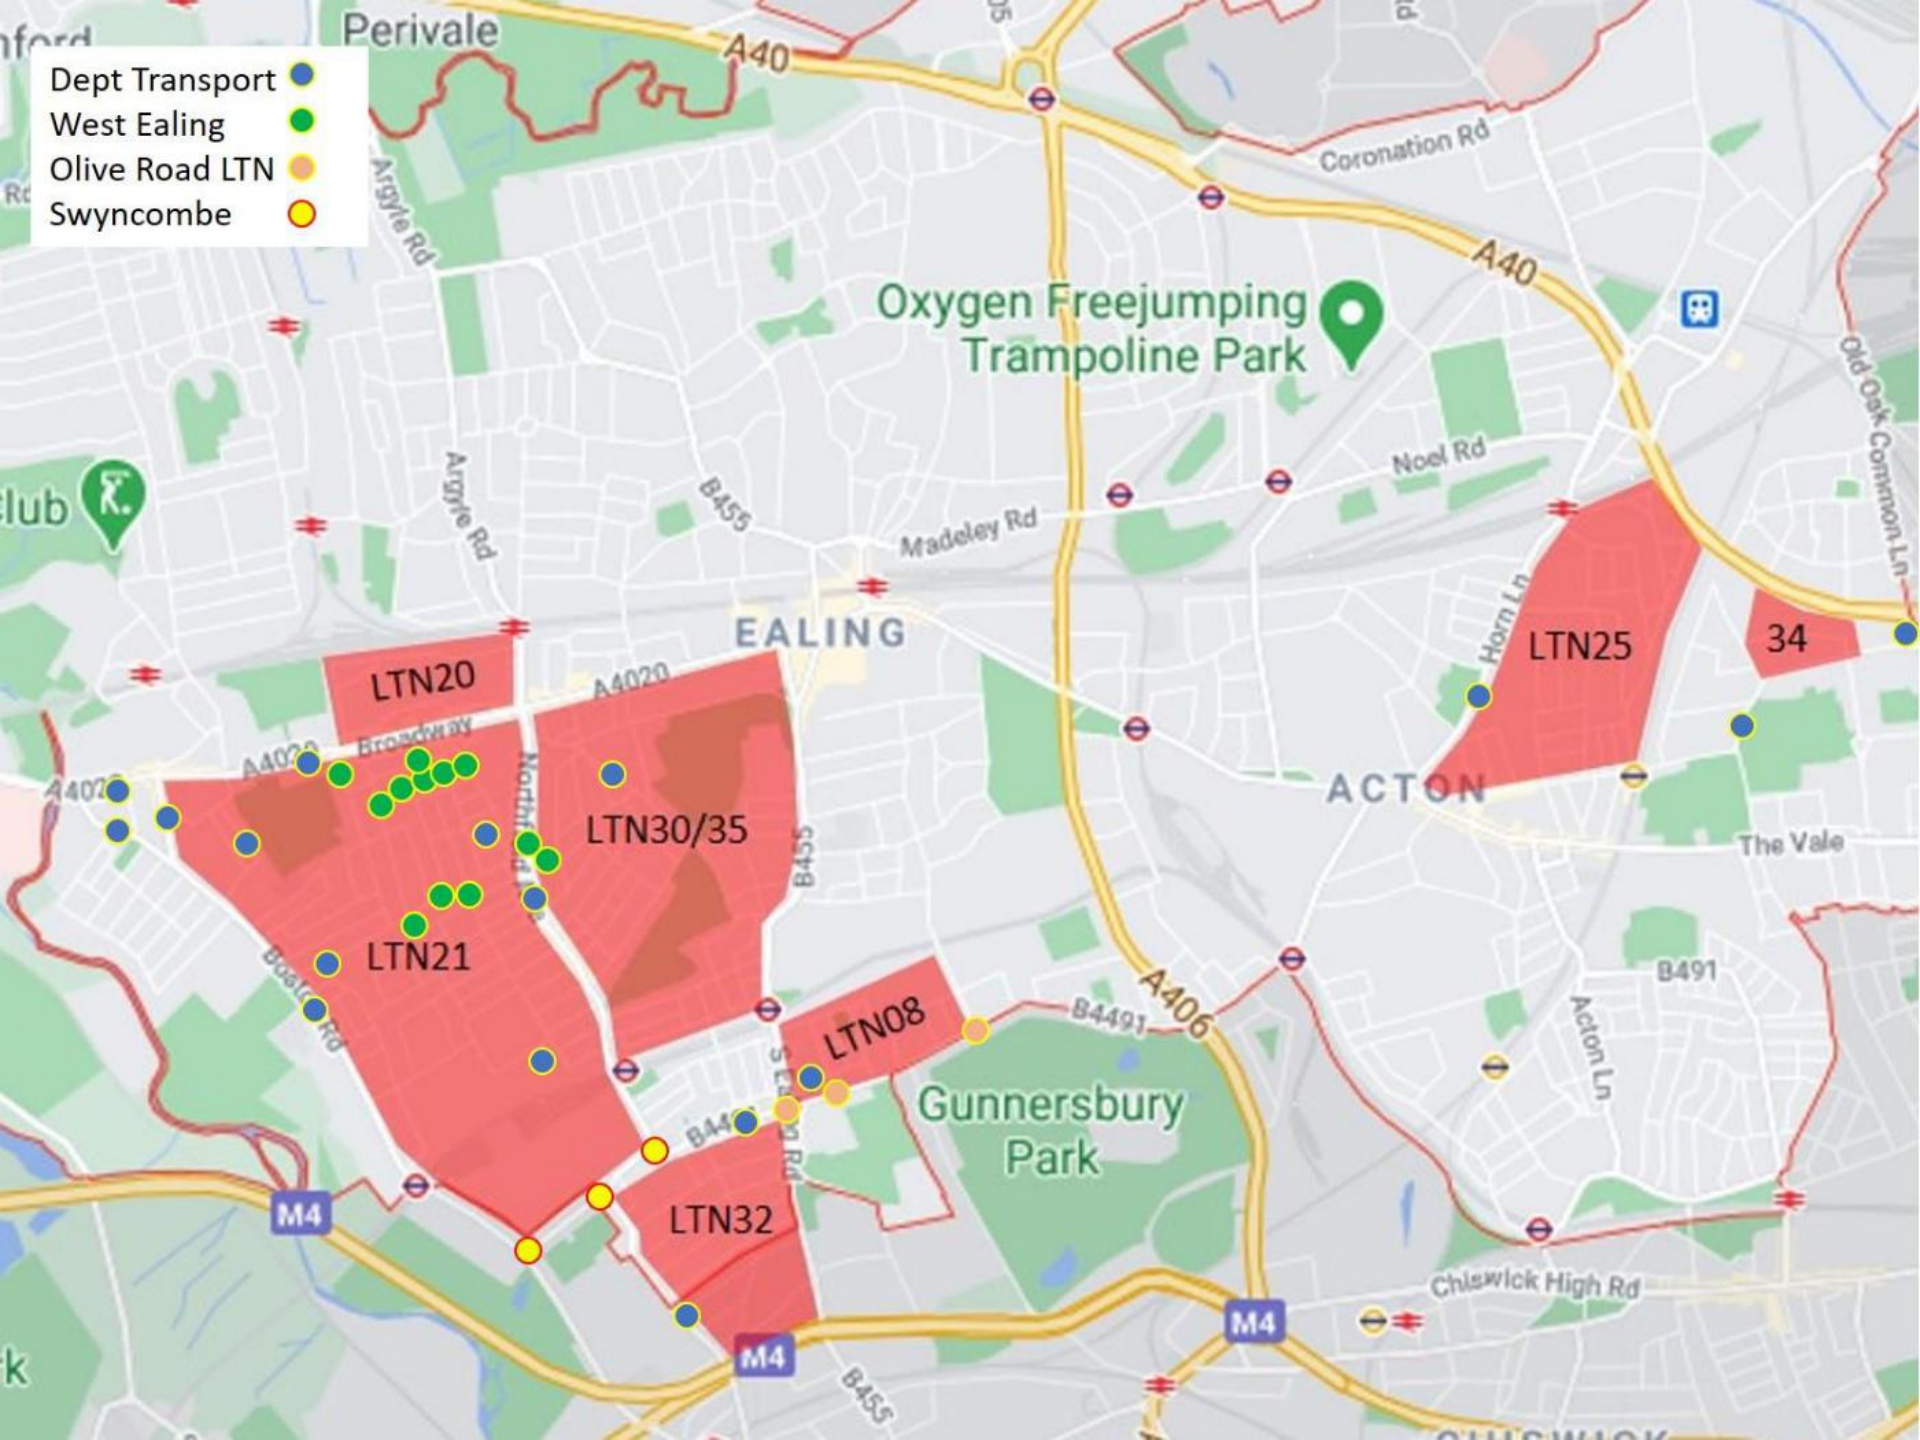 Perivale
A40
Dept Transport
West Ealing
Olive Road LTN
Swyncombe
Coronation Rd
Argyle Rd
A40
Oxygen Freejumping
Trampoline Park
Old Oak Common Ln
Noel Rd
Argyle Rd
B455
Madeley Rd
EALING
Horn Ln
LTN25
34
LTN20
A4020
Broadway
ACTON
The Vale
LTN30/35
B455
LTN21
B491
A406
B4491
LTN08
Acton Ln
Gunnersbury
Park
LTN32
M4
Chiswick High Rd
M4
M4
B455